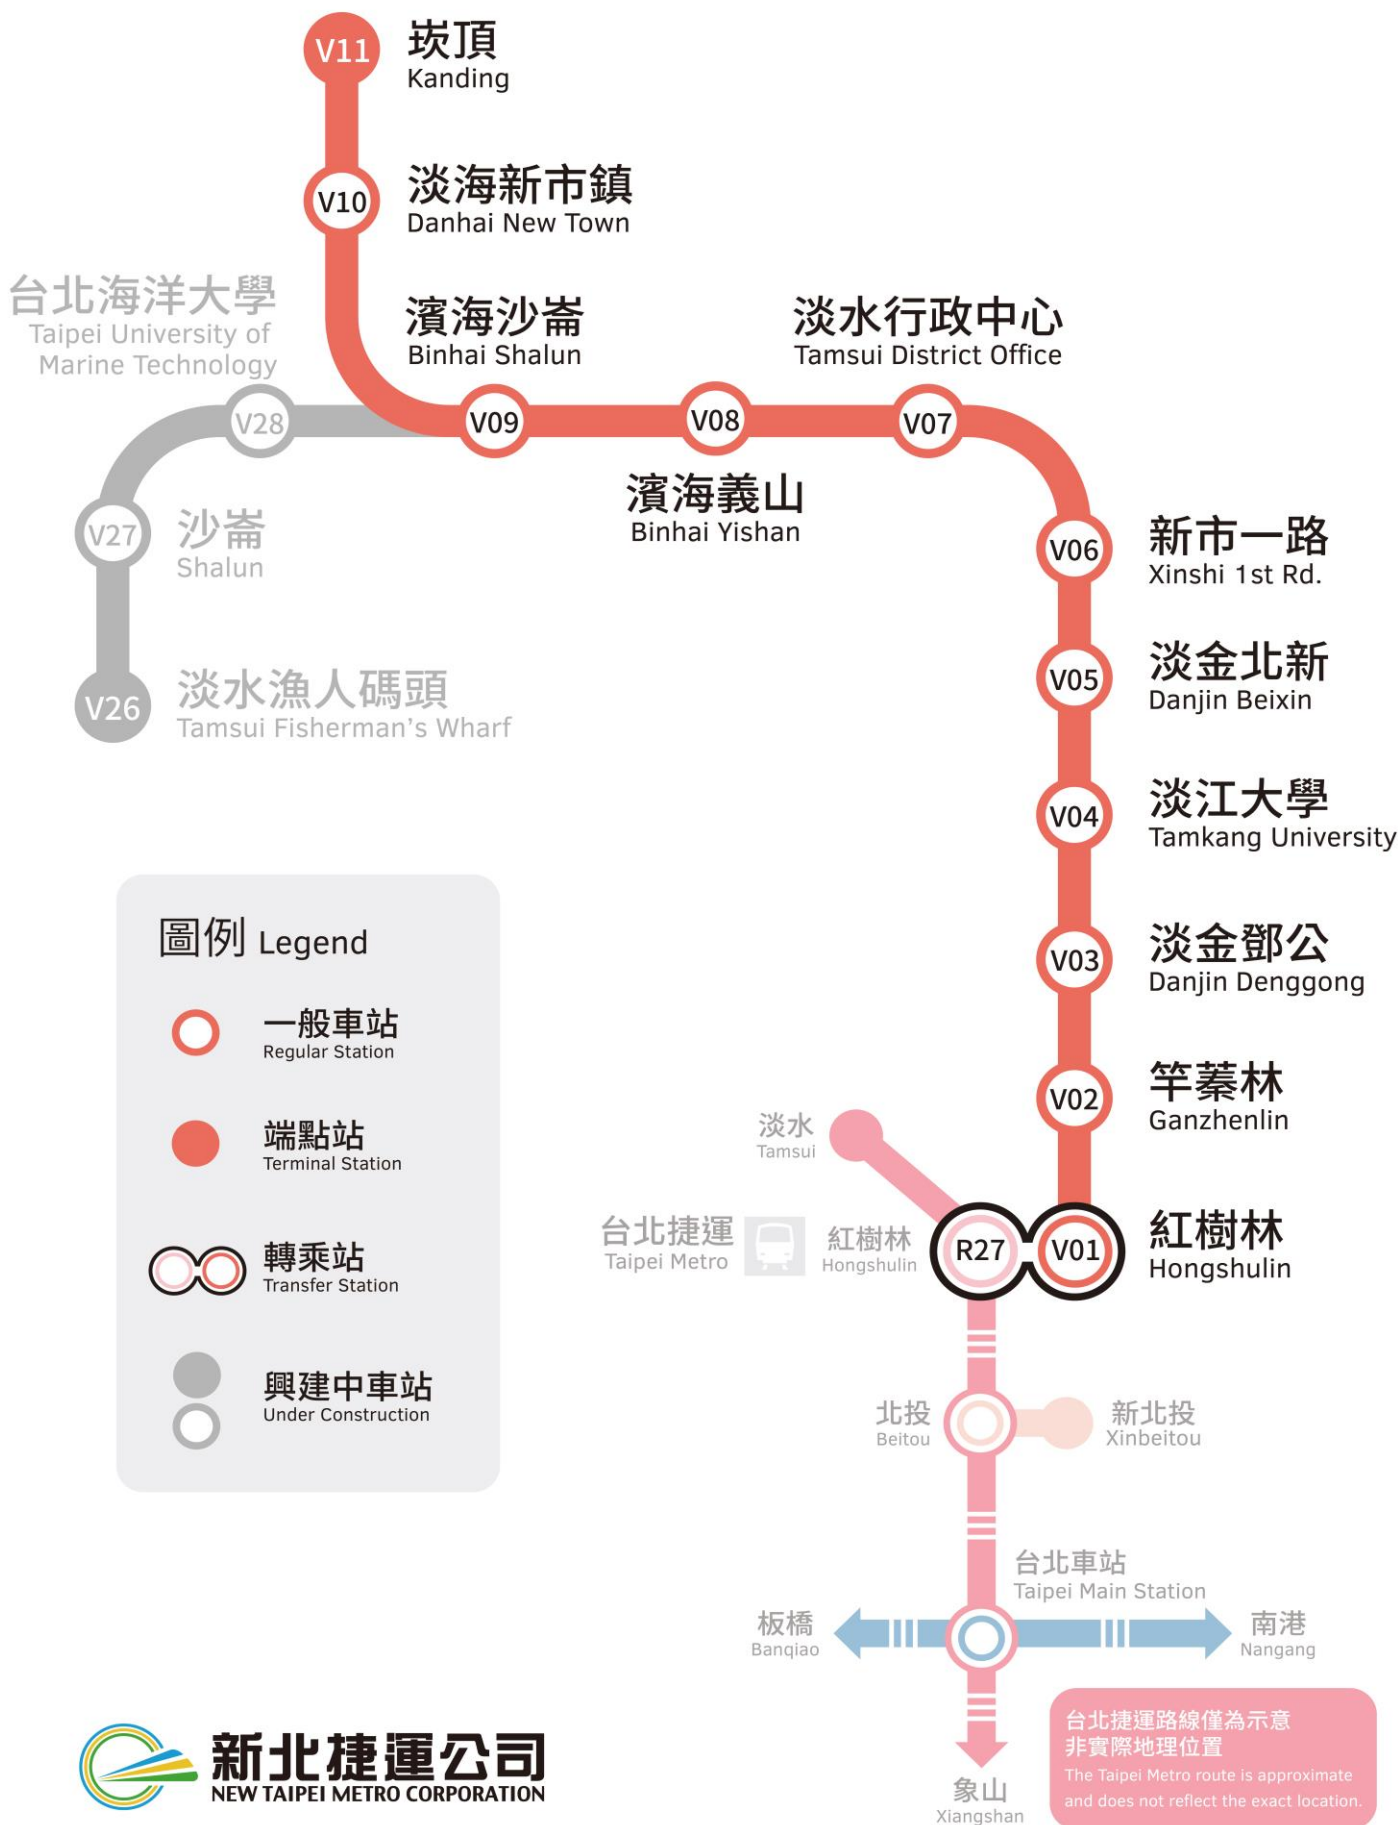 V11
崁頂
Kanding
V10
淡海新市鎮
Danhai New Town
台北海洋大學
Taipei University of
Marine Technology
濱海沙崙
Binhai Shalun
淡水行政中心
Tamsui District Office
V28
V09
V08
V07
濱海義山
Binhai Yishan
V27
沙崙
Shalun
V06
新市一路
Xinshi 1st Rd.
V26
淡水漁人碼頭
Tamsui Fisherman's Wharf
V05
淡金北新
Danjin Beixin
V04
淡江大學
Tamkang University
圖例 Legend
一般車站
Regular Station
端點站
Terminal Station
轉乘站
Transfer Station
興建中車站
Under Construction
V03
淡金鄧公
Danjin Denggong
V02
竿蓁林
Ganzhenlin
淡水
Tamsui
台北捷運
Taipei Metro
紅樹林
Hongshulin
R27
V01
紅樹林
Hongshulin
北投
Beitou
新北投
Xinbeitou
台北車站
Taipei Main Station
板橋
Banqiao
南港
Nangang
象山
Xiangshan
台北捷運路線僅為示意
非實際地理位置
The Taipei Metro route is approximate
and does not reflect the exact location.
新北捷運公司
NEW TAIPEI METRO CORPORATION